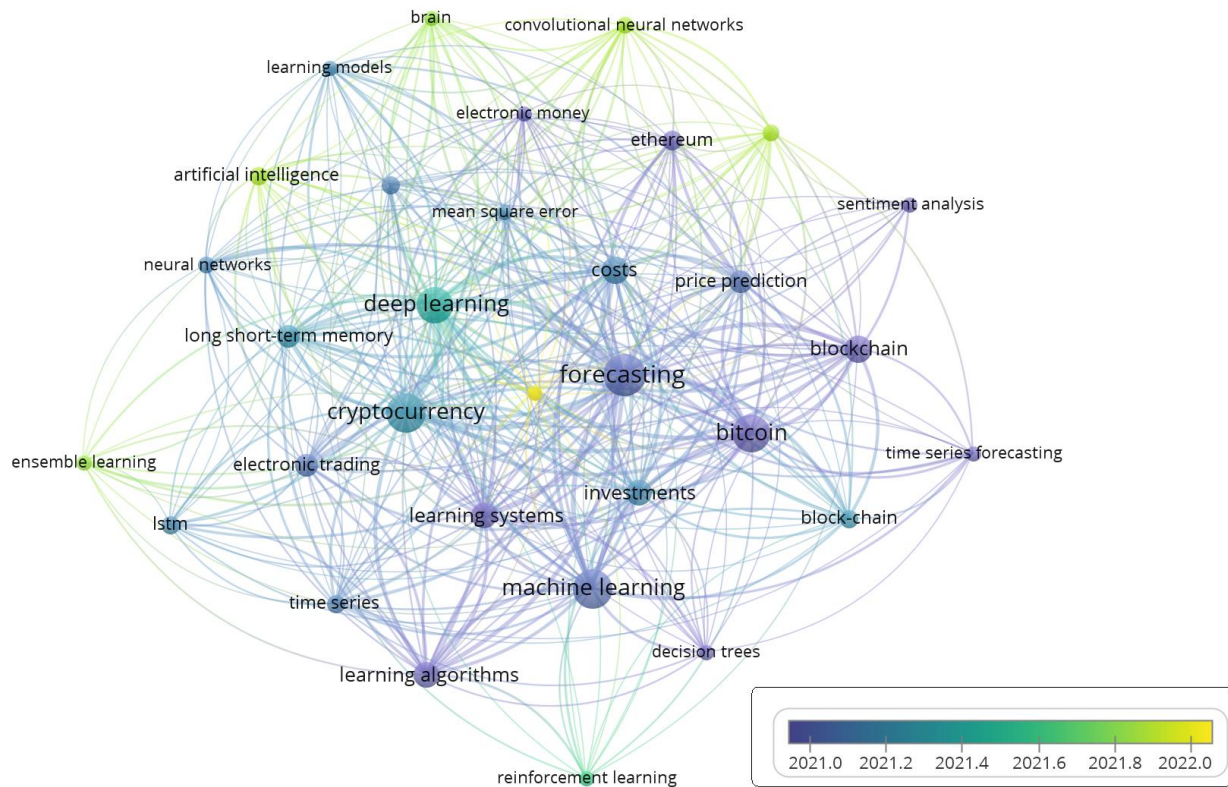 brain
convolutional neural networks
learning models
electronic money
ethereum
artificial intelligence
sentiment analysis
mean square error
neural networks
costs
price prediction
deep learning
long short-term memory
blockchain
forecasting
cryptocurrency
bitcoin
time series forecasting
ensemble learning
electronic trading
investments
learning systems
block-chain
lstm
machine learning
time series
decision trees
learning algorithms
reinforcement learning
2021.0 2021.2 2021.4 2021.6 2021.8 2022.0